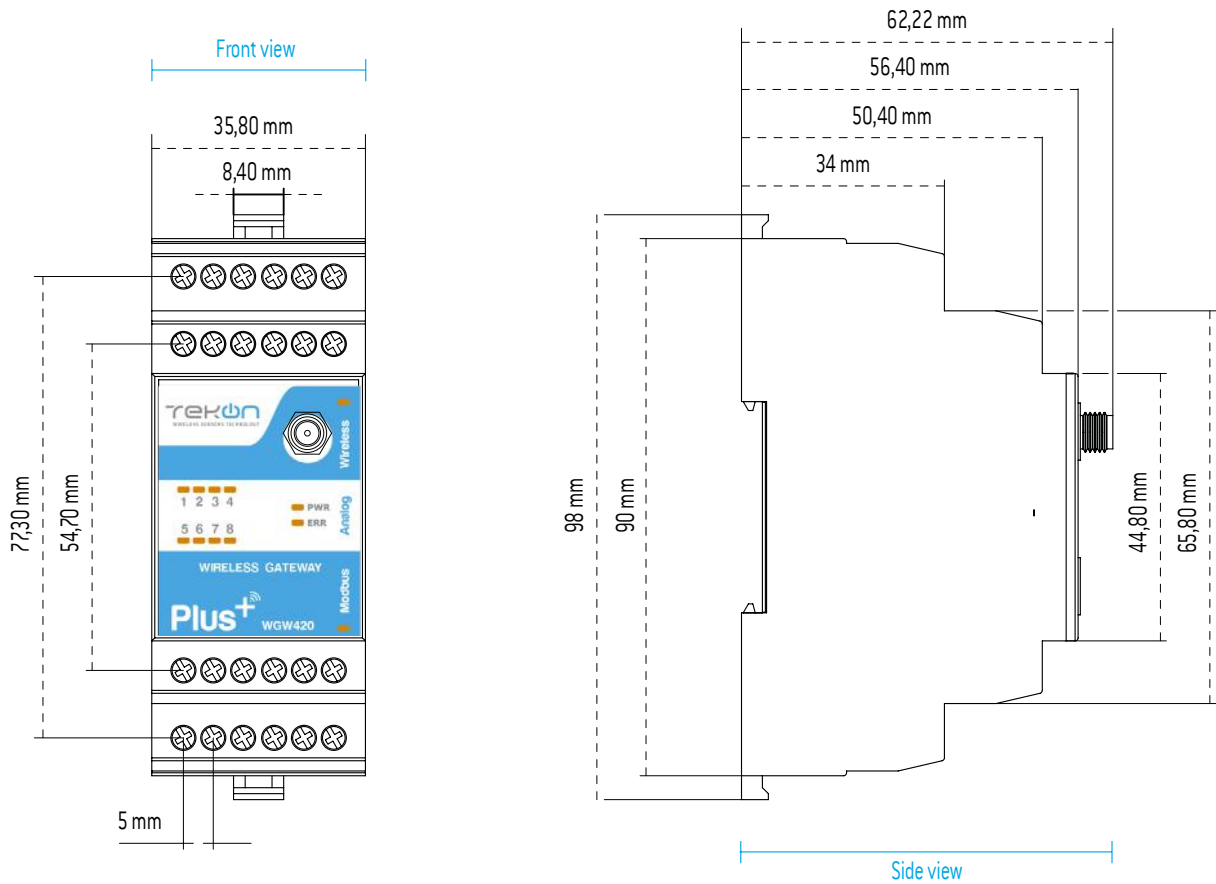 Front view
35,80 mm
8,40 mm
77,30 mm
54,70 mm
5 mm
TEKON
WIRELESS SENSORS TECHNOLOGY
Wireless
1 2 3 4
5 6 7 8
PWR
ERR
Analog
WIRELESS GATEWAY
Plus+
WGW420
Modbus
62,22 mm
56,40 mm
50,40 mm
34 mm
98 mm
90 mm
44,80 mm
65,80 mm
Side view